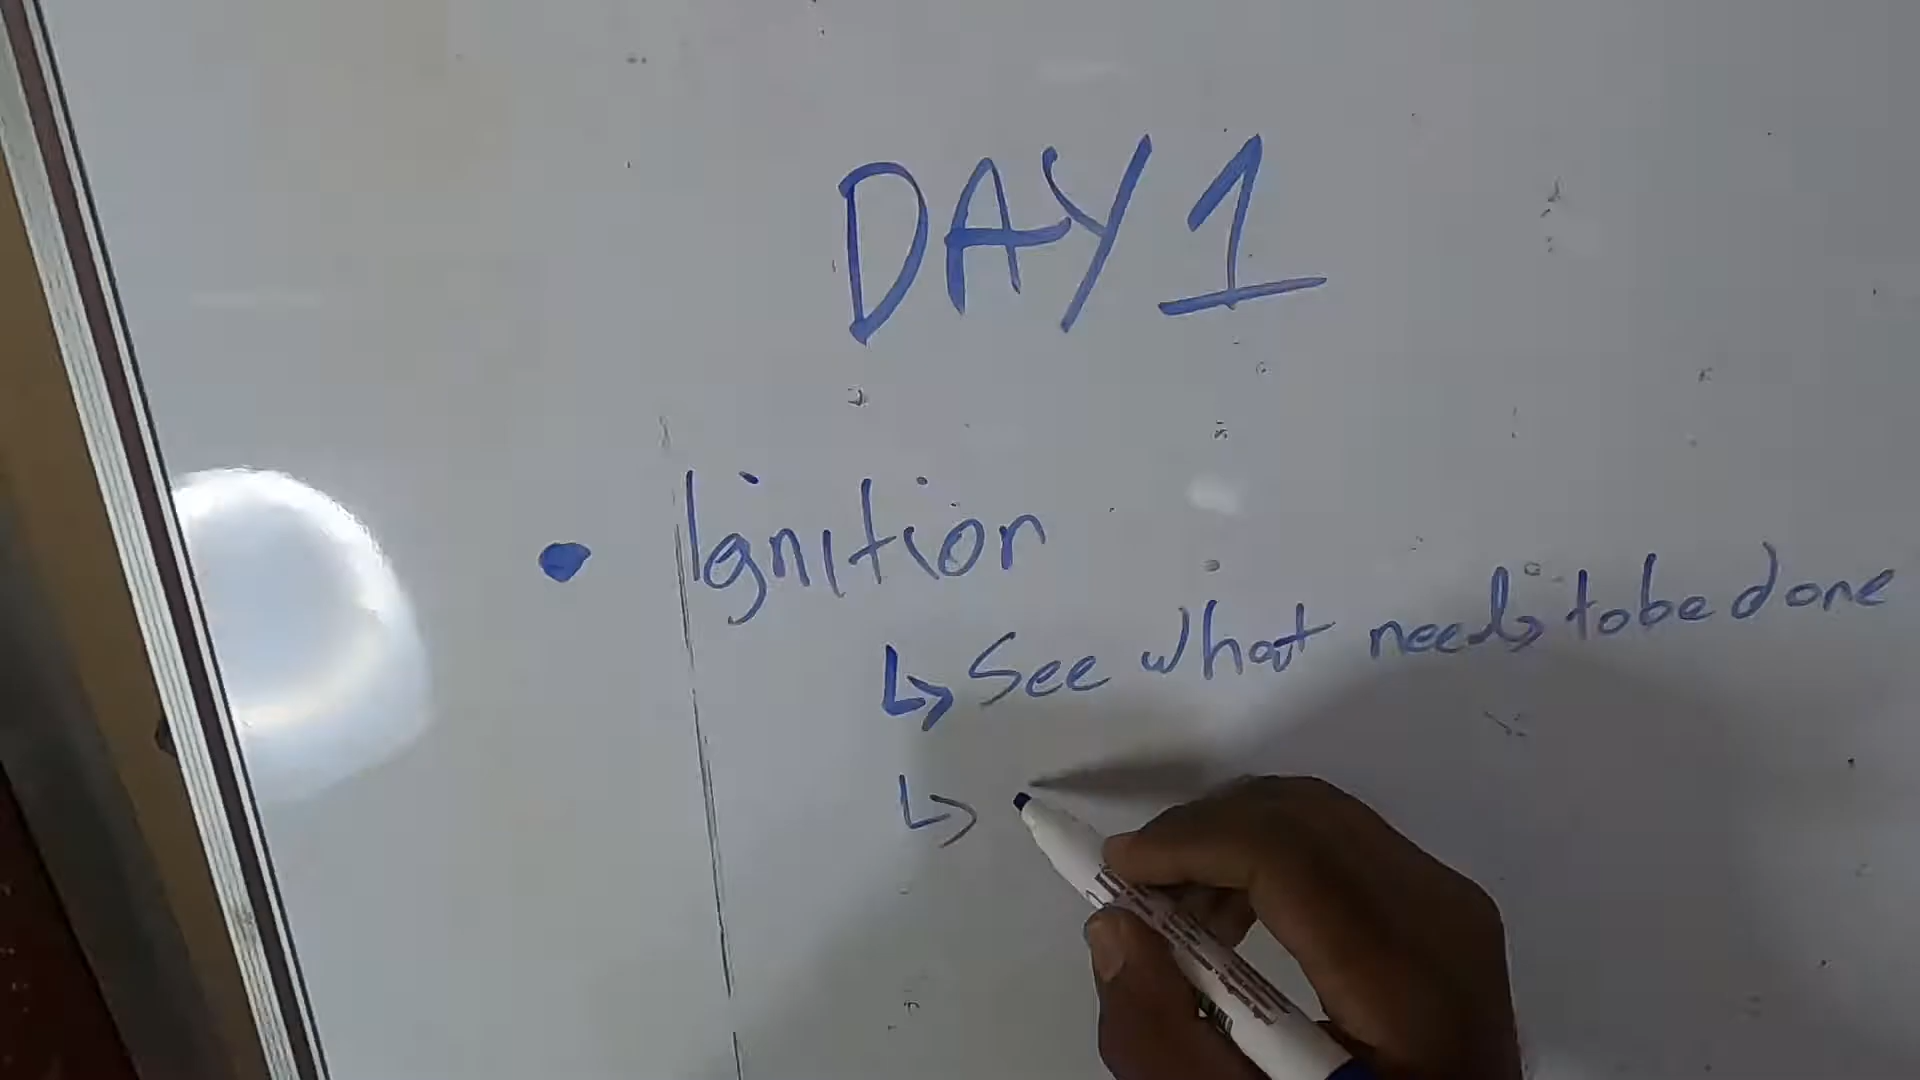 DAY 1
• Ignition
↳ See what needs to be done
↳